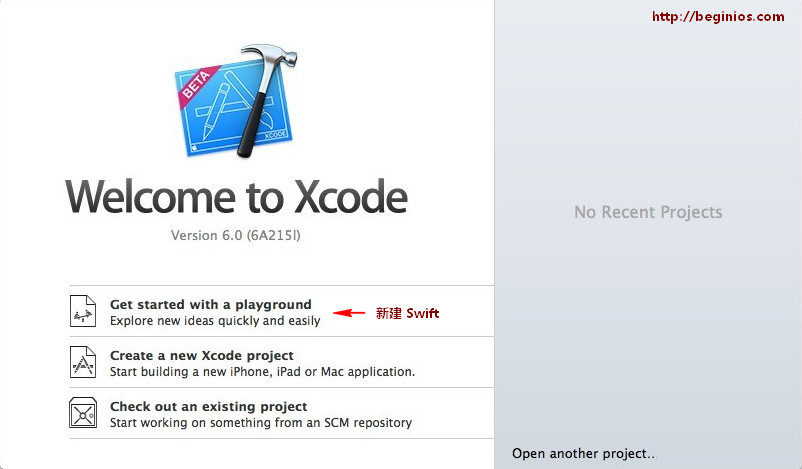 http://beginios.com
BETA
XCODE
Welcome to Xcode
Version 6.0 (6A215l)
No Recent Projects
Get started with a playground
Explore new ideas quickly and easily
新建 Swift
Create a new Xcode project
Start building a new iPhone, iPad or Mac application.
Check out an existing project
Start working on something from an SCM repository
Open another project...